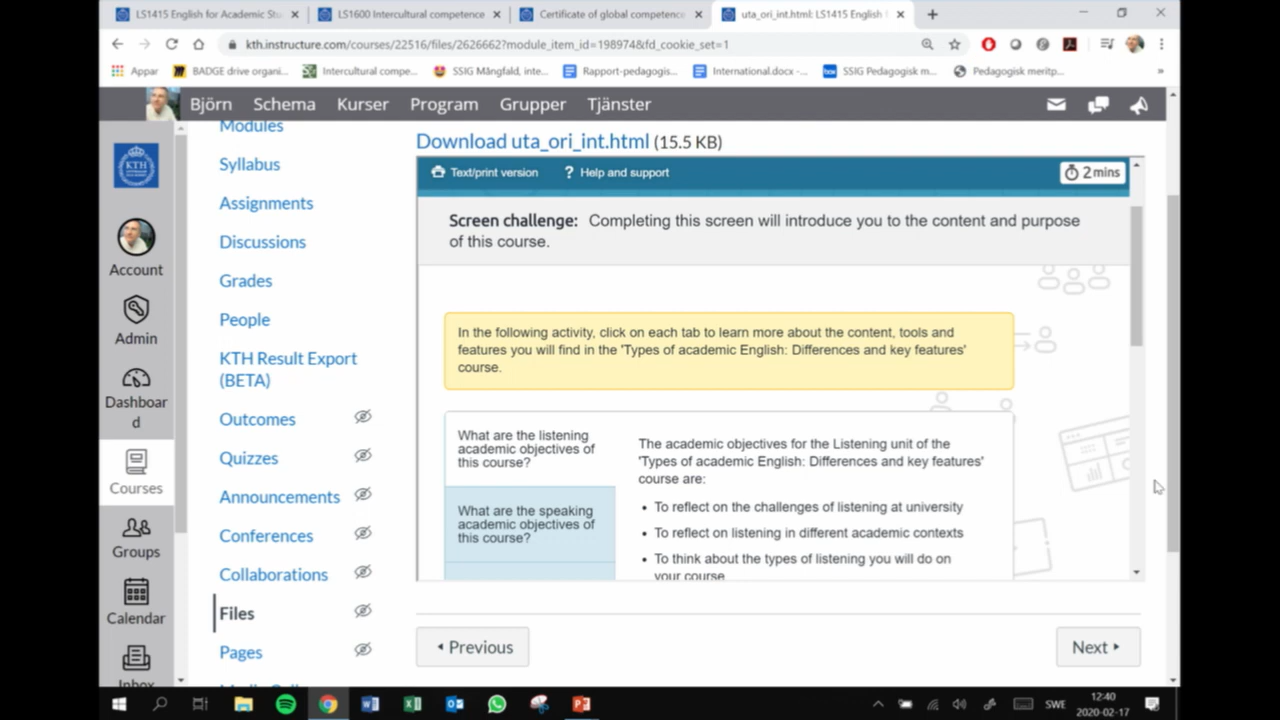 LS1415 English for Academic Stu
LS1600 Intercultural competence
Certificate of global competence
uta_ori_int.html: LS1415 English f
kth.instructure.com/courses/22516/files/2626662?module_item_id=198974&fd_cookie_set=1
Appar
BADGE drive organi...
Intercultural compe...
SSIG Mångfald, inte...
Rapport-pedagogis...
International.docx -...
box
SSIG Pedagogisk m...
Pedagogisk meritp...
»
Björn
Schema
Kurser
Program
Grupper
Tjänster
KTH
Account
Admin
Dashboar
d
Courses
Groups
Calendar
Inbox
Modules
Syllabus
Assignments
Discussions
Grades
People
KTH Result Export
(BETA)
Outcomes
Quizzes
Announcements
Conferences
Collaborations
Files
Pages
Download uta_ori_int.html (15.5 KB)
Text/print version
? Help and support
2 mins
Screen challenge: Completing this screen will introduce you to the content and purpose
of this course.
In the following activity, click on each tab to learn more about the content, tools and
features you will find in the 'Types of academic English: Differences and key features'
course.
What are the listening
academic objectives of
this course?
What are the speaking
academic objectives of
this course?
The academic objectives for the Listening unit of the
'Types of academic English: Differences and key features'
course are:
• To reflect on the challenges of listening at university
• To reflect on listening in different academic contexts
• To think about the types of listening you will do on
your course
Previous
Next
SWE
12:40
2020-02-17